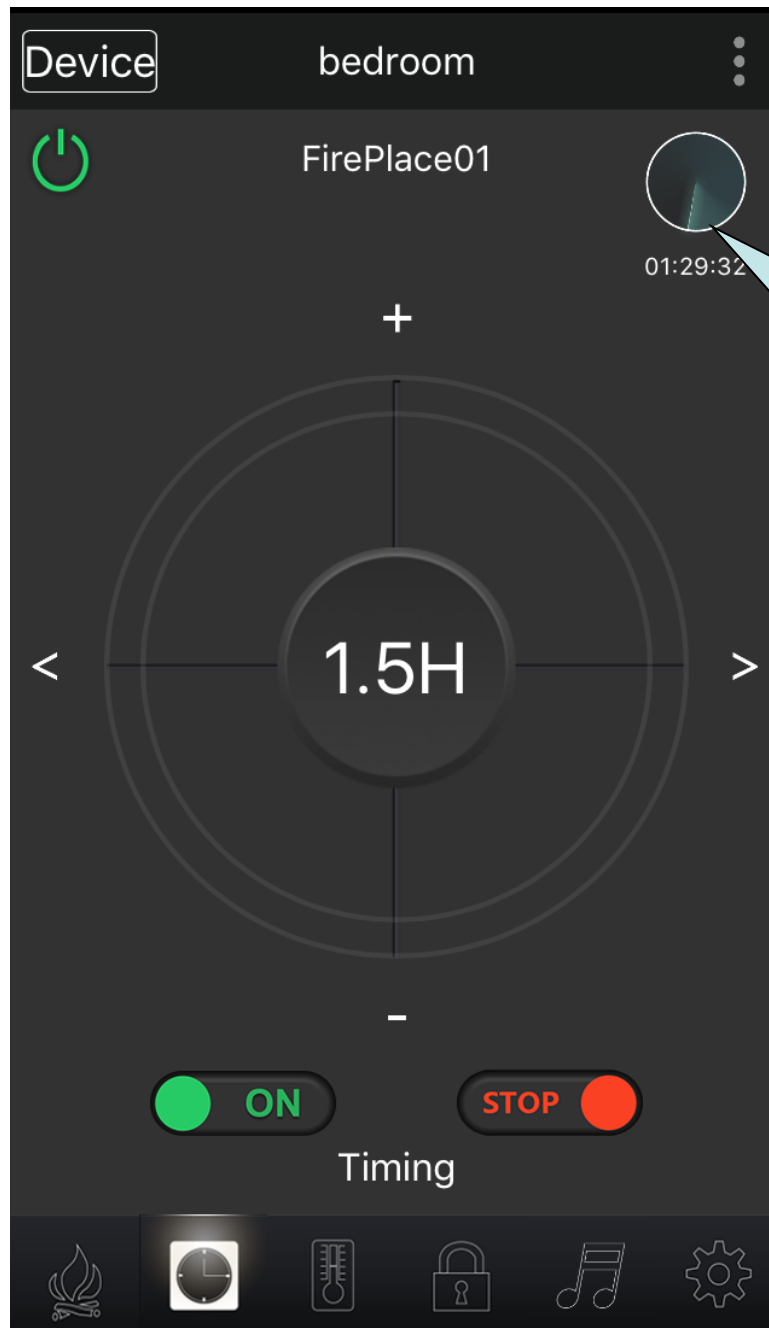 Device
bedroom
FirePlace01
01:29:32
+
< 1.5H >
-
ON
STOP
Timing